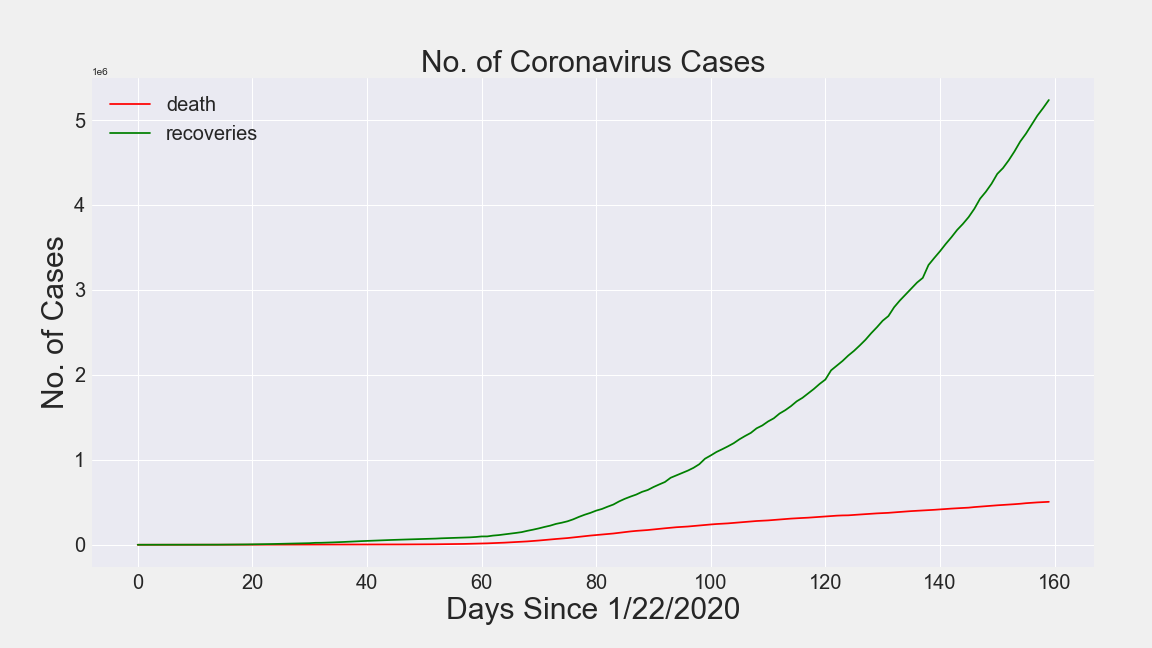 No. of Coronavirus Cases
1e6
death
recoveries
5
4
3
2
1
0
No. of Cases
0 20 40 60 80 100 120 140 160
Days Since 1/22/2020